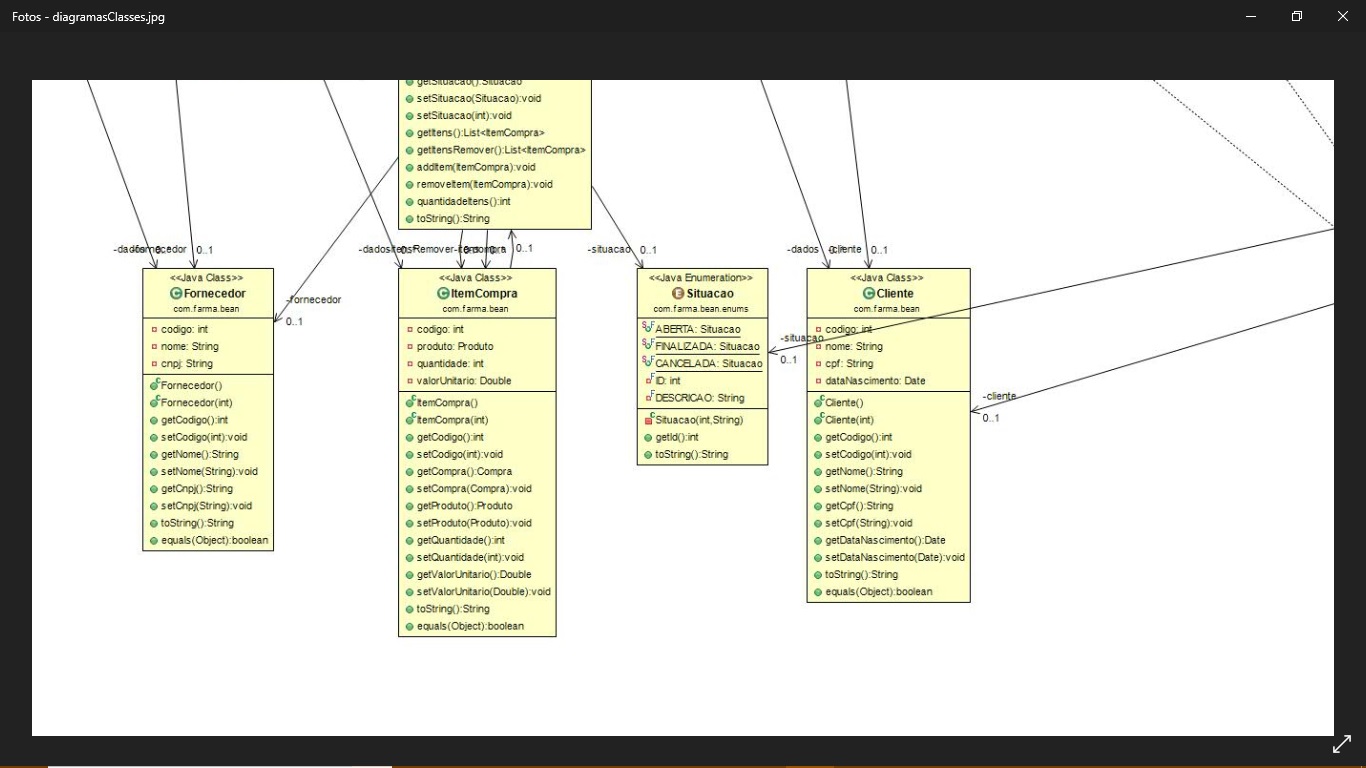 Fotos - diagramasClasses.jpg
getSituacao():Situacao
setSituacao(Situacao):void
setSituacao(int):void
getItens():List<ItemCompra>
getItensRemover():List<ItemCompra>
addItem(ItemCompra):void
removeItem(ItemCompra):void
quantidadeItens():int
toString():String
0..1
0..1
-situacao 0..1
-dados
-cliente
0..1
-fornecedor
0..1
<<Java Class>>
Fornecedor
com.farma.bean
codigo: int
nome: String
cnpj: String
Fornecedor()
Fornecedor(int)
getCodigo():int
setCodigo(int):void
getNome():String
setNome(String):void
getCnpj():String
setCnpj(String):void
toString():String
equals(Object):boolean
<<Java Class>>
ItemCompra
com.farma.bean
codigo: int
produto: Produto
quantidade: int
valorUnitario: Double
ItemCompra()
ItemCompra(int)
getCodigo():int
setCodigo(int):void
getCompra():Compra
setCompra(Compra):void
getProduto():Produto
setProduto(Produto):void
getQuantidade():int
setQuantidade(int):void
getValorUnitario():Double
setValorUnitario(Double):void
toString():String
equals(Object):boolean
<<Java Enumeration>>
Situacao
com.farma.bean.enums
ABERTA: Situacao
FINALIZADA: Situacao
CANCELADA: Situacao
ID: int
DESCRICAO: String
Situacao(int,String)
getId():int
toString():String
-situacao
0..1
<<Java Class>>
Cliente
com.farma.bean
codigo: int
nome: String
cpf: String
dataNascimento: Date
Cliente()
Cliente(int)
getCodigo():int
setCodigo(int):void
getNome():String
setNome(String):void
getCpf():String
setCpf(String):void
getDataNascimento():Date
setDataNascimento(Date):void
toString():String
equals(Object):boolean
-cliente
0..1